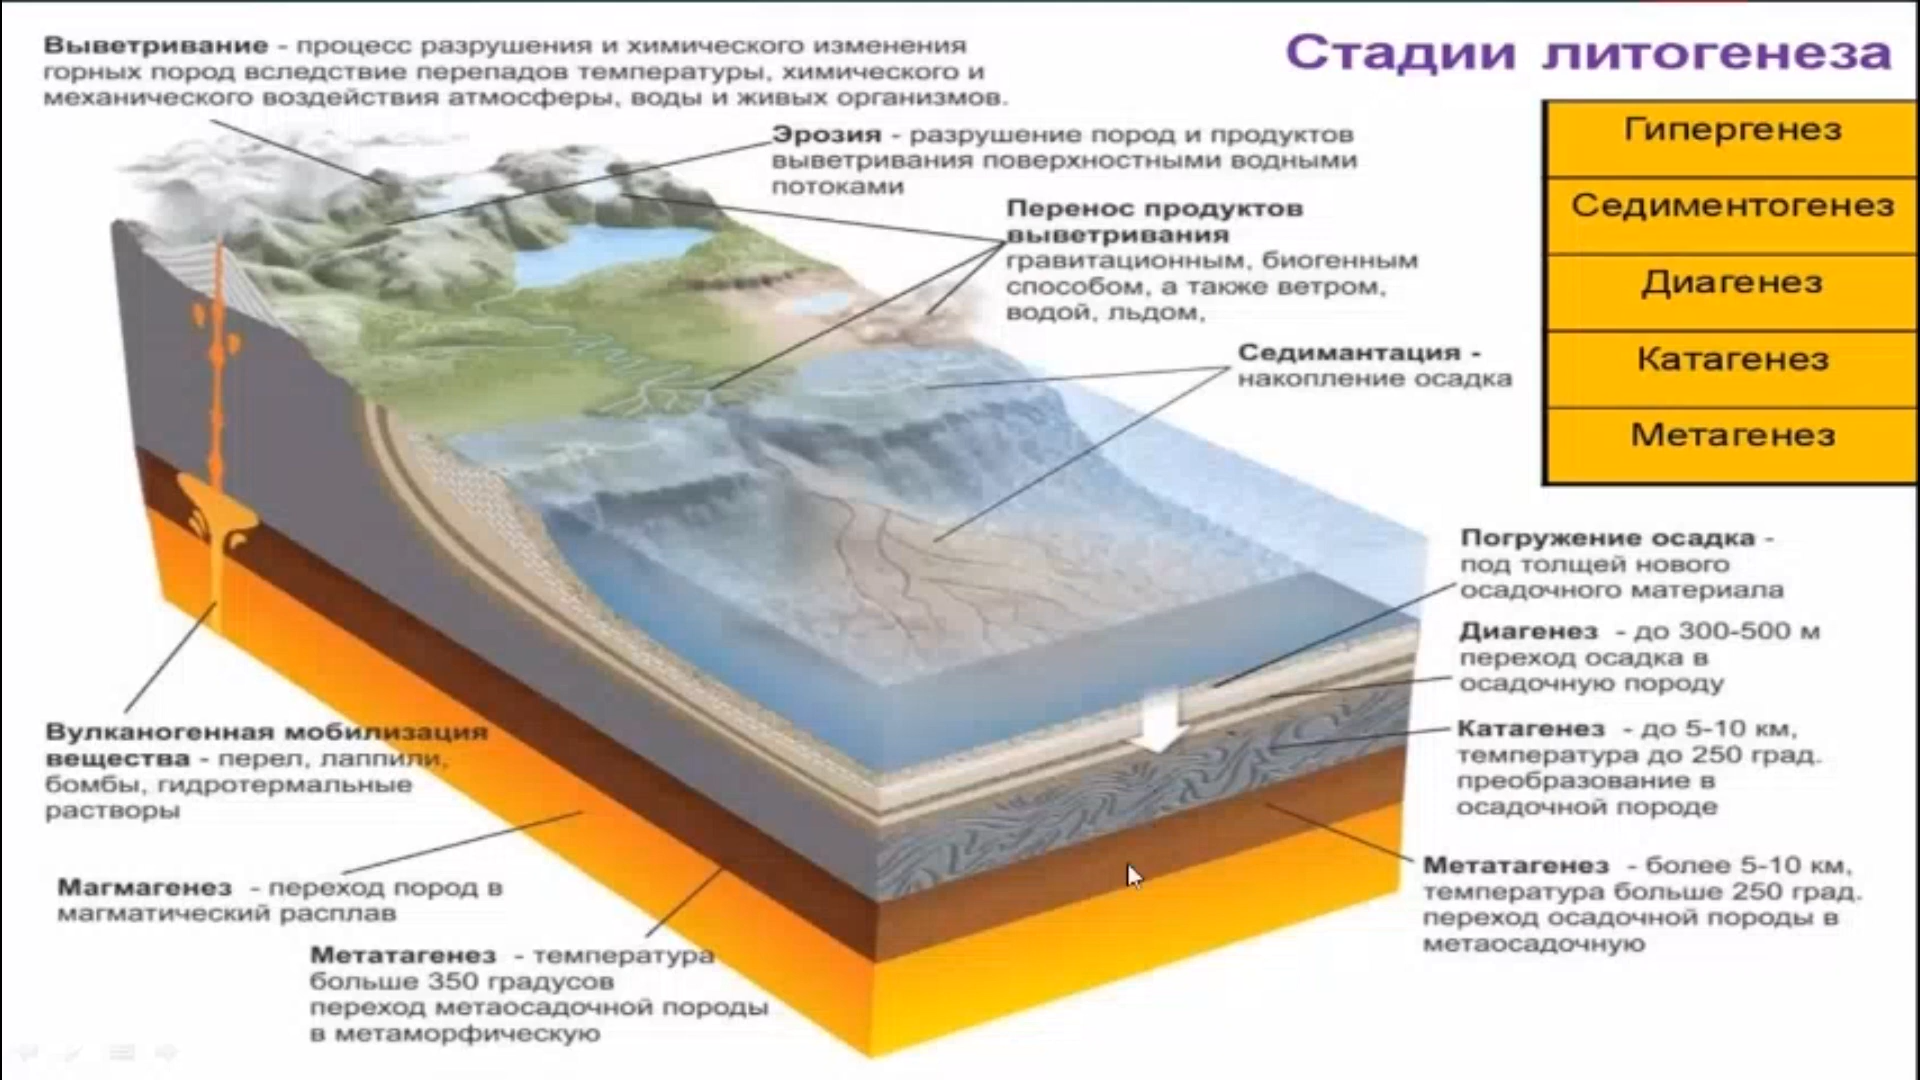 Стадии литогенеза
Выветривание - процесс разрушения и химического изменения
горных пород вследствие перепадов температуры, химического и
механического воздействия атмосферы, воды и живых организмов.
Эрозия - разрушение пород и продуктов
выветривания поверхностными водными
потоками
Перенос продуктов
выветривания
гравитационным, биогенным
способом, а также ветром,
водой, льдом,
Седимантация -
накопление осадка
Гипергенез
Седиментогенез
Диагенез
Катагенез
Метагенез
Погружение осадка -
под толщей нового
осадочного материала
Диагенез - до 300-500 м
переход осадка в
осадочную породу
Катагенез - до 5-10 км,
температура до 250 град.
преобразование в
осадочной породе
Метатагенез - более 5-10 км,
температура больше 250 град.
переход осадочной породы в
метаосадочную
Вулканогенная мобилизация
вещества - перел, лаппили,
бомбы, гидротермальные
растворы
Магмагенез - переход пород в
магматический расплав
Метатагенез - температура
больше 350 градусов
переход метаосадочной породы
в метаморфическую